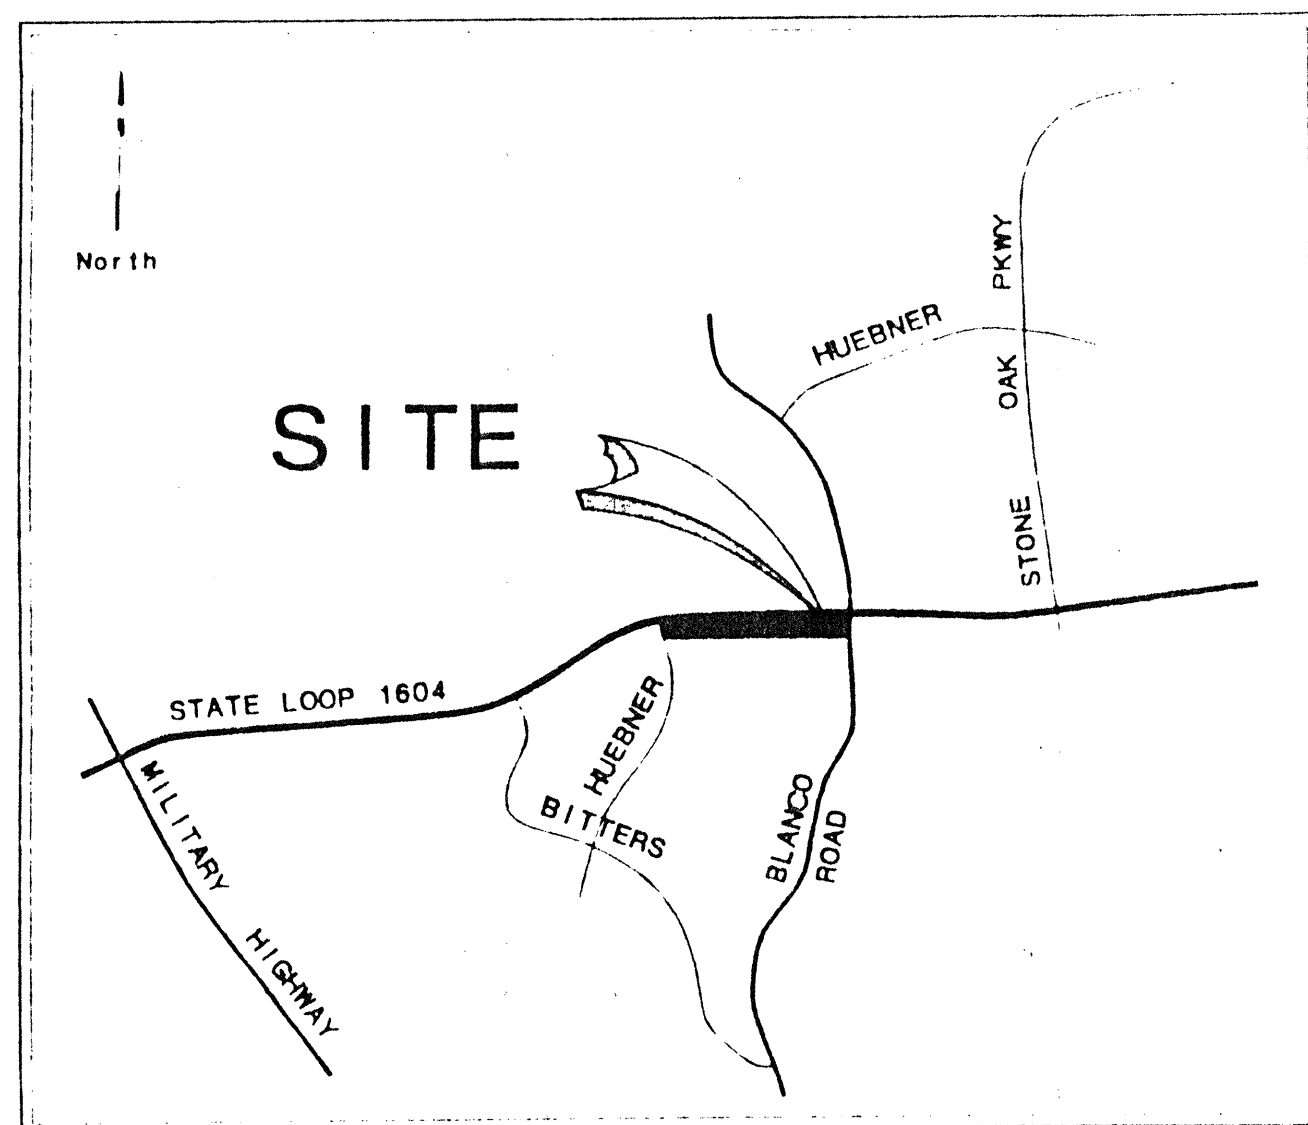 North
PKWY
HUEBNER
OAK
SITE
STONE
STATE LOOP 1604
HUEBNER
MILITARY
BITTERS
BLANCO
ROAD
HIGHWAY